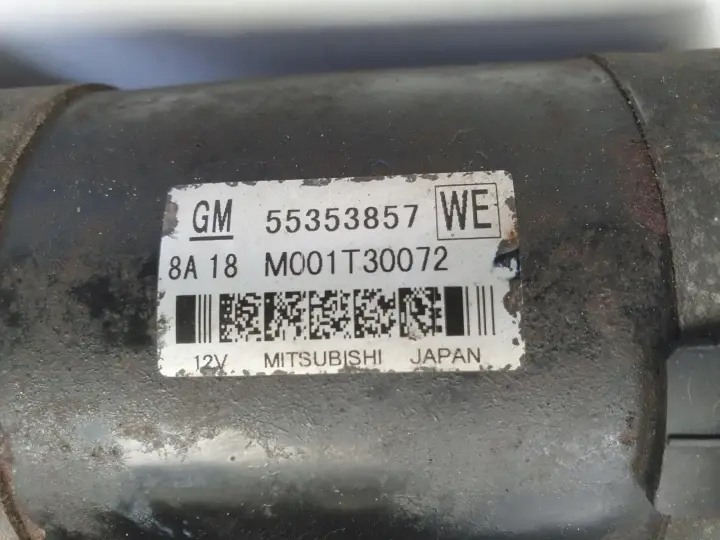 GM 55353857 WE
8A 18 M001T30072
12V MITSUBISHI JAPAN